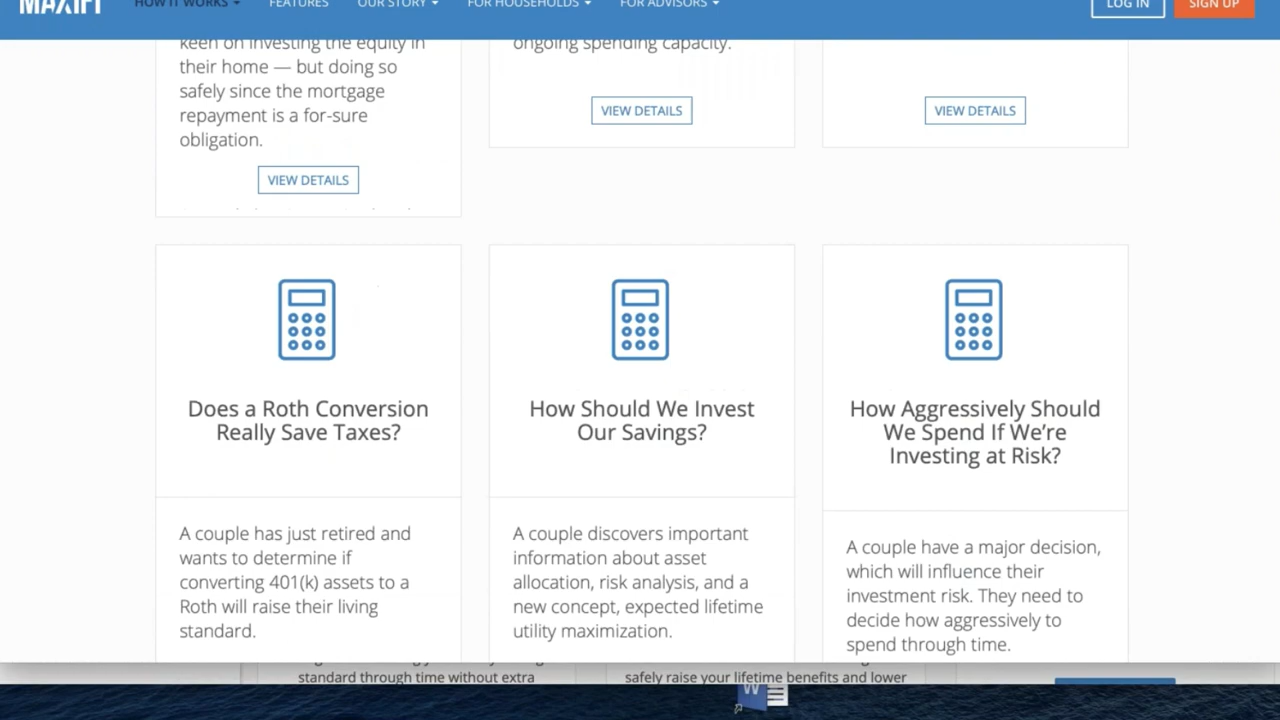 MAXIFI
HOW IT WORKS
FEATURES
OUR STORY
FOR HOUSEHOLDS
FOR ADVISORS
LOG IN
SIGN UP
keen on investing the equity in
their home — but doing so
safely since the mortgage
repayment is a for-sure
obligation.
VIEW DETAILS
ongoing spending capacity.
VIEW DETAILS
VIEW DETAILS
Does a Roth Conversion
Really Save Taxes?
A couple has just retired and
wants to determine if
converting 401(k) assets to a
Roth will raise their living
standard.
How Should We Invest
Our Savings?
A couple discovers important
information about asset
allocation, risk analysis, and a
new concept, expected lifetime
utility maximization.
How Aggressively Should
We Spend If We’re
Investing at Risk?
A couple have a major decision,
which will influence their
investment risk. They need to
decide how aggressively to
spend through time.
standard through time without extra
safely raise your lifetime benefits and lower
W